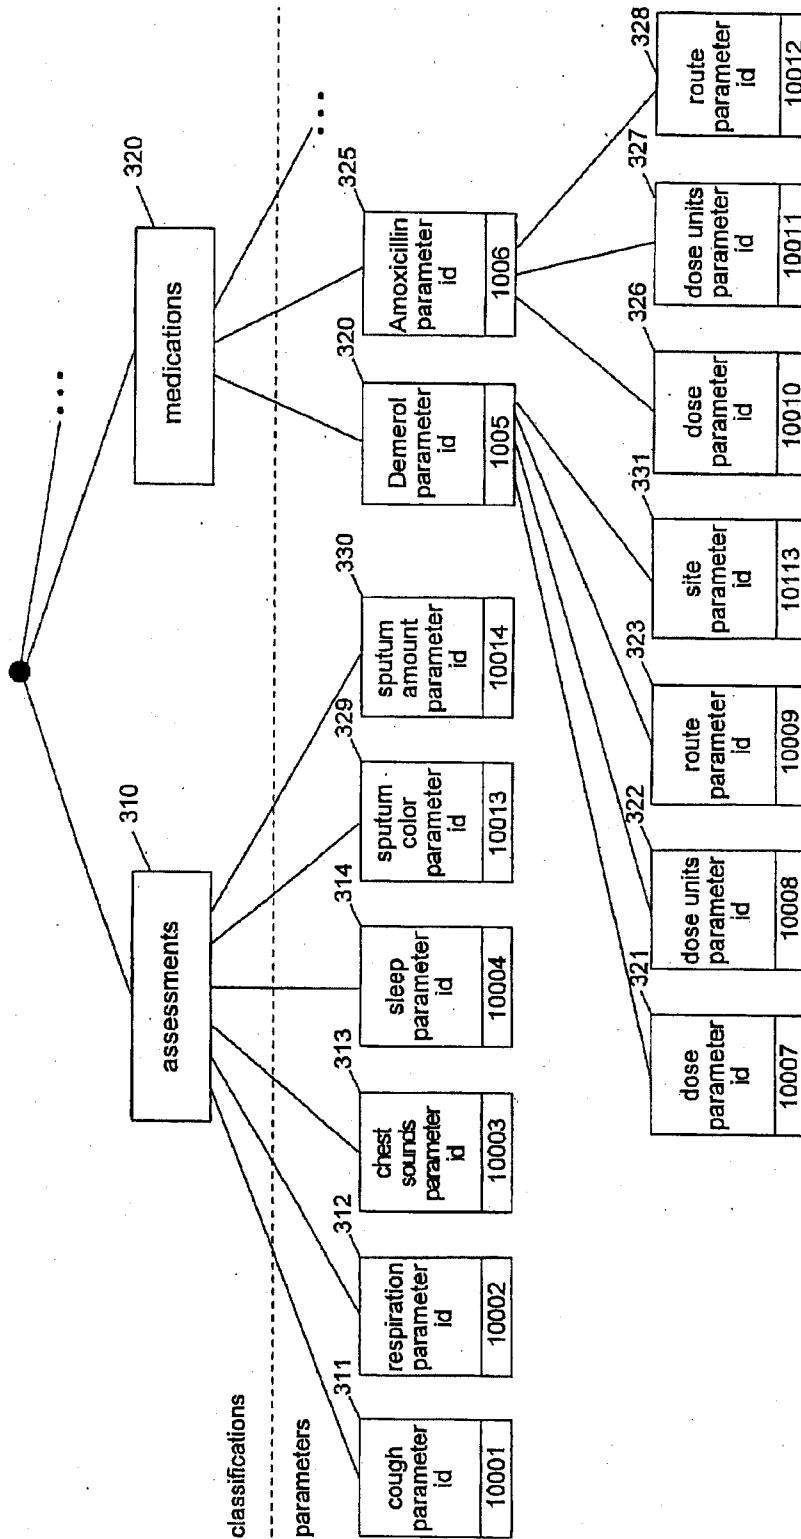 320
310
medications
assessments
classifications
parameters
311
cough
parameter
id
10001
312
respiration
parameter
id
10002
313
chest
sounds
parameter
id
10003
314
sleep
parameter
id
10004
329
sputum
color
parameter
id
10013
330
sputum
amount
parameter
id
10014
320
Demerol
parameter
id
1005
325
Amoxicillin
parameter
id
1006
321
dose
parameter
id
10007
322
dose units
parameter
id
10008
323
route
parameter
id
10009
331
site
parameter
id
10113
326
dose
parameter
id
10010
327
dose units
parameter
id
10011
328
route
parameter
id
10012